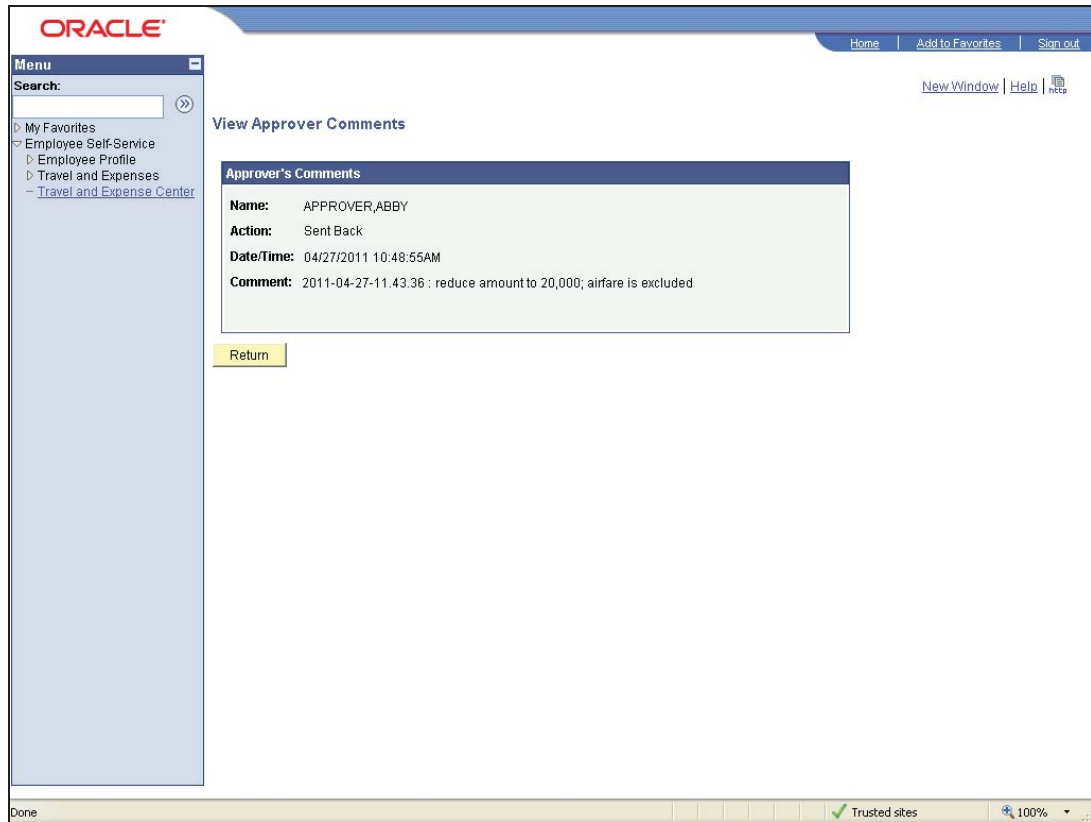 ORACLE
Home | Add to Favorites | Sign out
Menu
Search:
New Window | Help | http
My Favorites
Employee Self-Service
Employee Profile
Travel and Expenses
Travel and Expense Center
View Approver Comments
Approver's Comments
Name: APPROVER,ABBY
Action: Sent Back
Date/Time: 04/27/2011 10:48:55AM
Comment: 2011-04-27-11.43.36 : reduce amount to 20,000; airfare is excluded
Return
Done
Trusted sites
100%